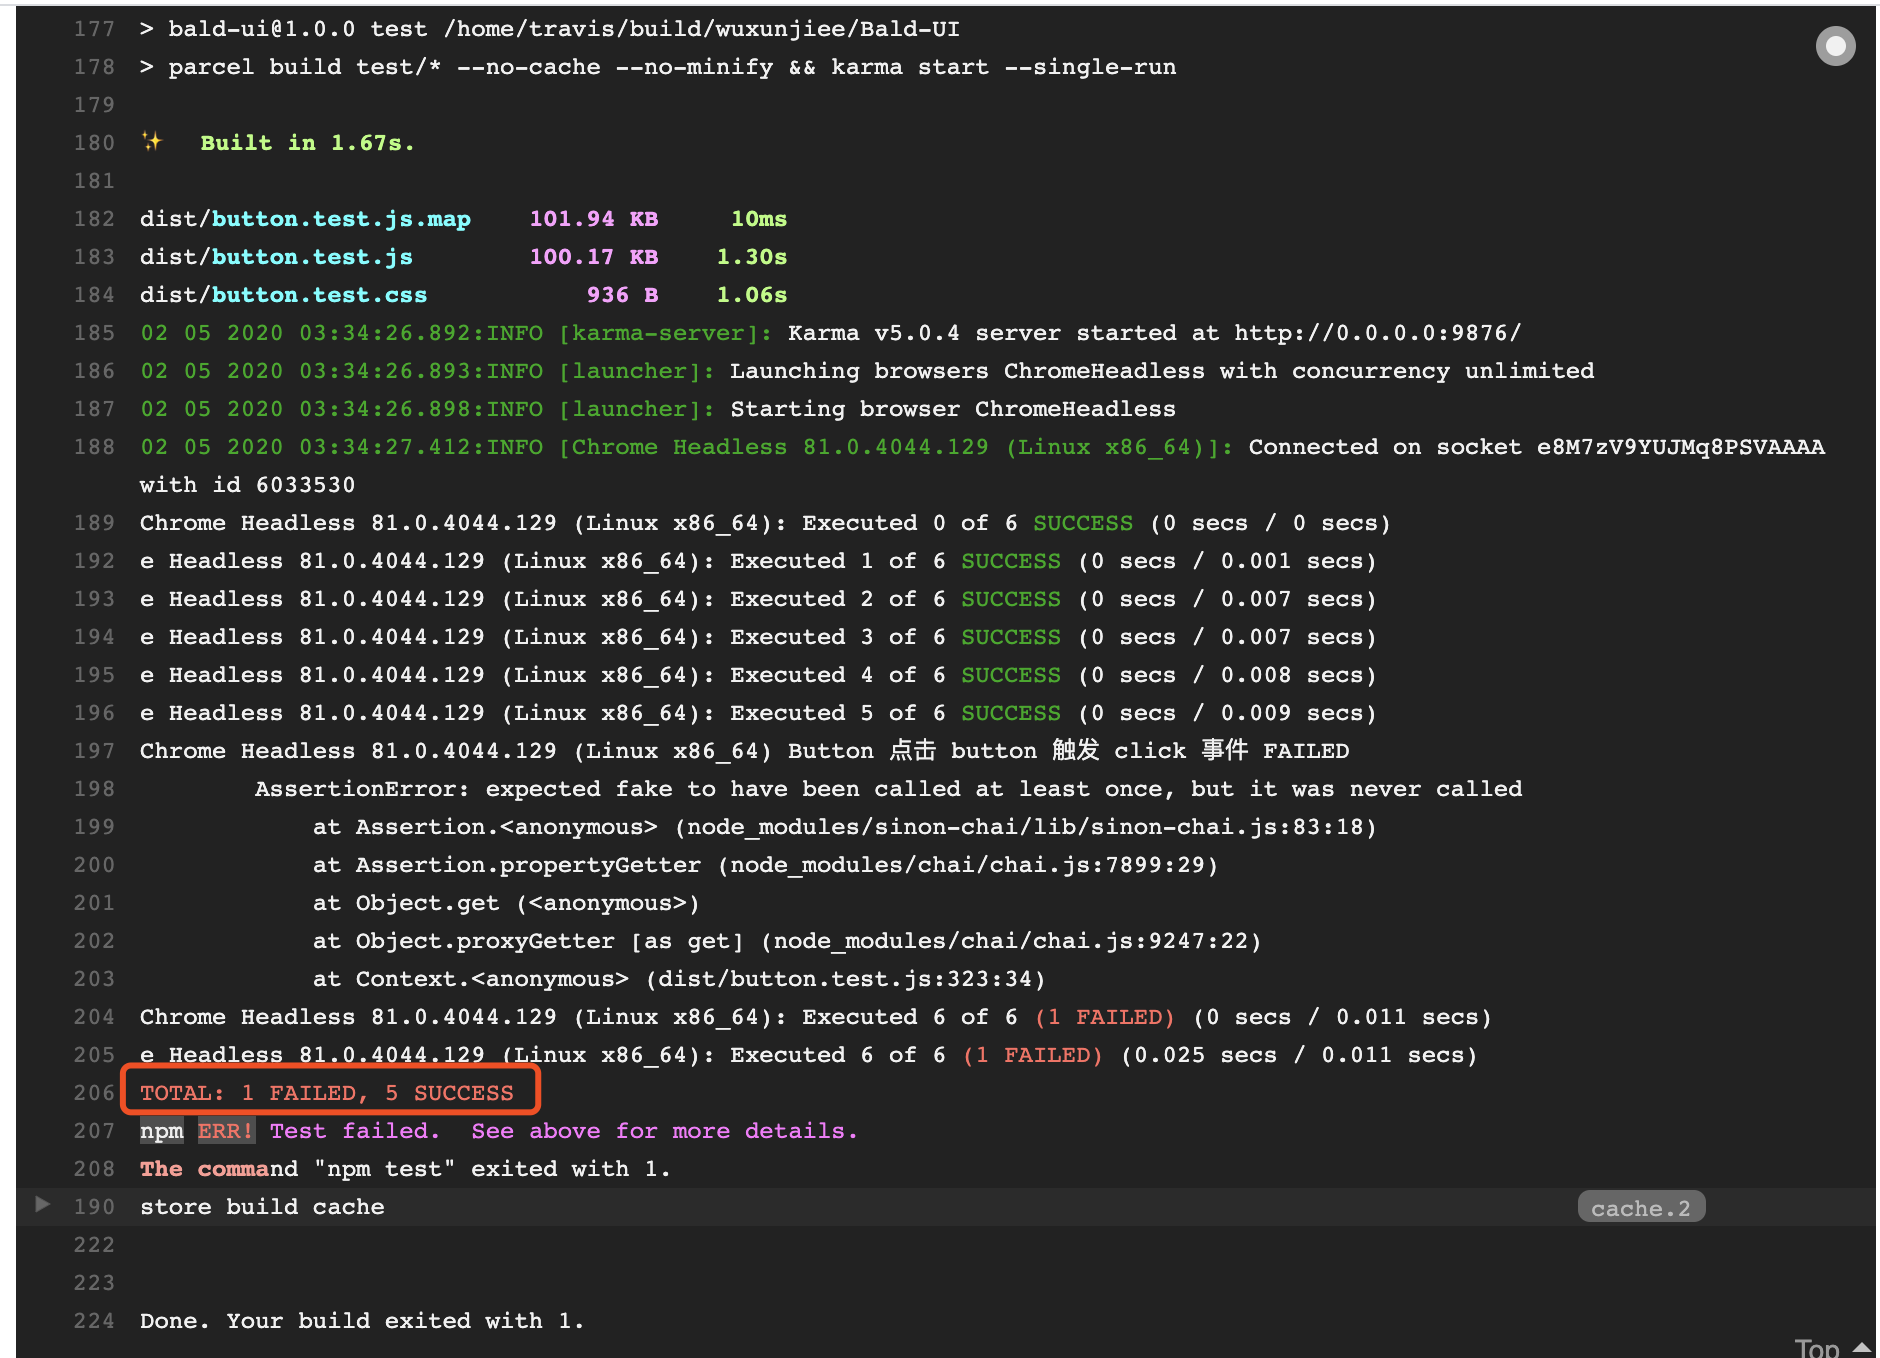 177 > bald-ui@1.0.0 test /home/travis/build/wuxunjiee/Bald-UI
178 > parcel build test/* --no-cache --no-minify && karma start --single-run
179
180 ✨ Built in 1.67s.
181
182 dist/button.test.js.map 101.94 KB 10ms
183 dist/button.test.js 100.17 KB 1.30s
184 dist/button.test.css 936 B 1.06s
185 02 05 2020 03:34:26.892:INFO [karma-server]: Karma v5.0.4 server started at http://0.0.0.0:9876/
186 02 05 2020 03:34:26.893:INFO [launcher]: Launching browsers ChromeHeadless with concurrency unlimited
187 02 05 2020 03:34:26.898:INFO [launcher]: Starting browser ChromeHeadless
188 02 05 2020 03:34:27.412:INFO [Chrome Headless 81.0.4044.129 (Linux x86_64)]: Connected on socket e8M7zV9YUJMq8PSVAAAA
with id 6033530
189 Chrome Headless 81.0.4044.129 (Linux x86_64): Executed 0 of 6 SUCCESS (0 secs / 0 secs)
192 e Headless 81.0.4044.129 (Linux x86_64): Executed 1 of 6 SUCCESS (0 secs / 0.001 secs)
193 e Headless 81.0.4044.129 (Linux x86_64): Executed 2 of 6 SUCCESS (0 secs / 0.007 secs)
194 e Headless 81.0.4044.129 (Linux x86_64): Executed 3 of 6 SUCCESS (0 secs / 0.007 secs)
195 e Headless 81.0.4044.129 (Linux x86_64): Executed 4 of 6 SUCCESS (0 secs / 0.008 secs)
196 e Headless 81.0.4044.129 (Linux x86_64): Executed 5 of 6 SUCCESS (0 secs / 0.009 secs)
197 Chrome Headless 81.0.4044.129 (Linux x86_64) Button 点击 button 触发 click 事件 FAILED
198 AssertionError: expected fake to have been called at least once, but it was never called
199 at Assertion.<anonymous> (node_modules/sinon-chai/lib/sinon-chai.js:83:18)
200 at Assertion.propertyGetter (node_modules/chai/chai.js:7899:29)
201 at Object.get (<anonymous>)
202 at Object.proxyGetter [as get] (node_modules/chai/chai.js:9247:22)
203 at Context.<anonymous> (dist/button.test.js:323:34)
204 Chrome Headless 81.0.4044.129 (Linux x86_64): Executed 6 of 6 (1 FAILED) (0 secs / 0.011 secs)
205 e Headless 81.0.4044.129 (Linux x86_64): Executed 6 of 6 (1 FAILED) (0.025 secs / 0.011 secs)
206 TOTAL: 1 FAILED, 5 SUCCESS
207 npm ERR! Test failed.  See above for more details.
208 The command "npm test" exited with 1.
190 store build cache cache.2
222
223
224 Done. Your build exited with 1.
Top